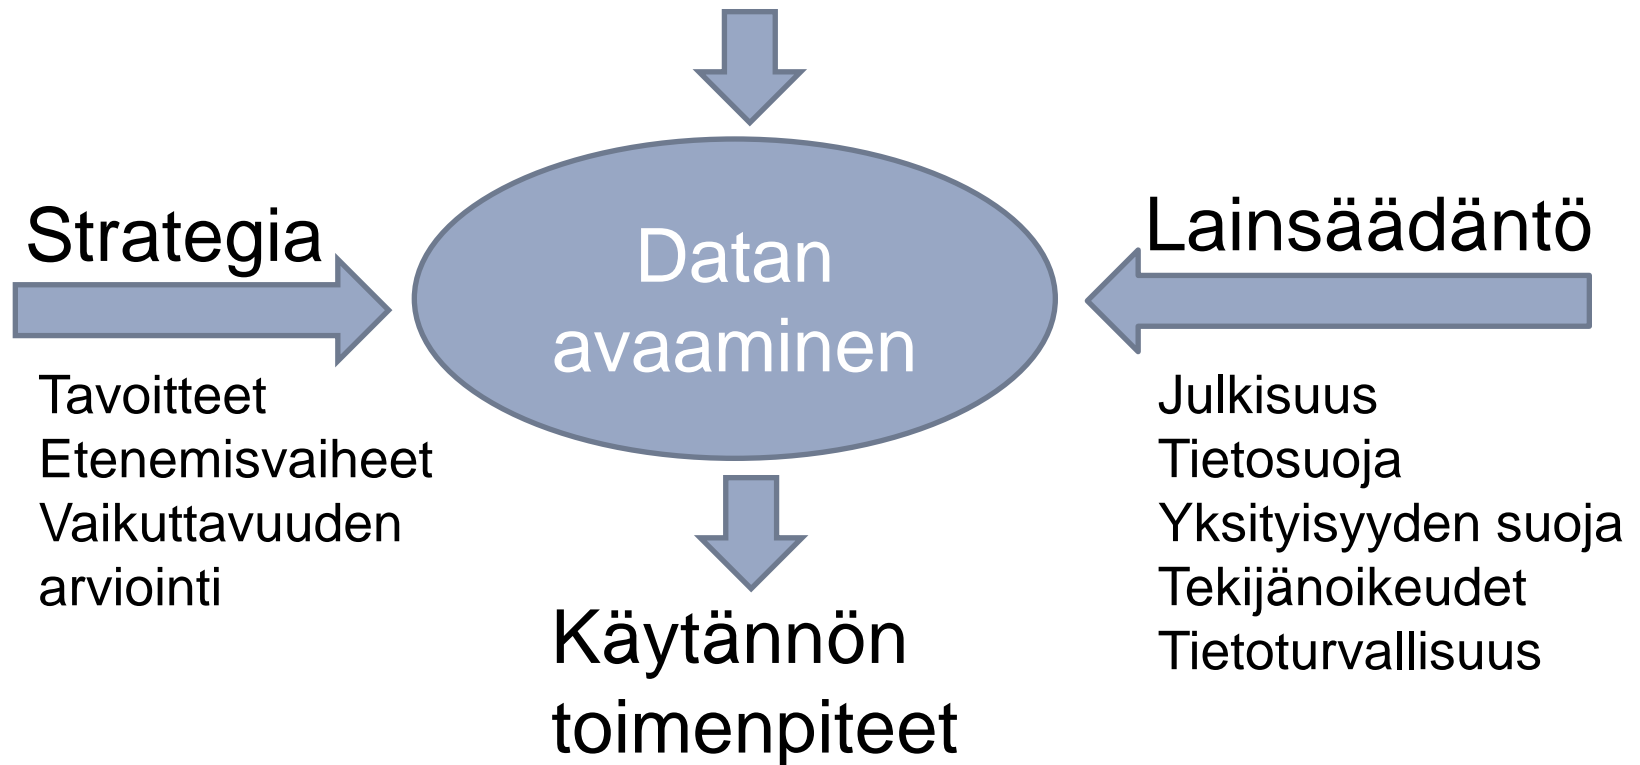 Strategia
Tavoitteet
Etenemisvaiheet
Vaikuttavuuden
arviointi
Datan
avaaminen
Lainsäädäntö
Julkisuus
Tietosuoja
Yksityisyyden suoja
Tekijänoikeudet
Tietoturvallisuus
Käytännön
toimenpiteet